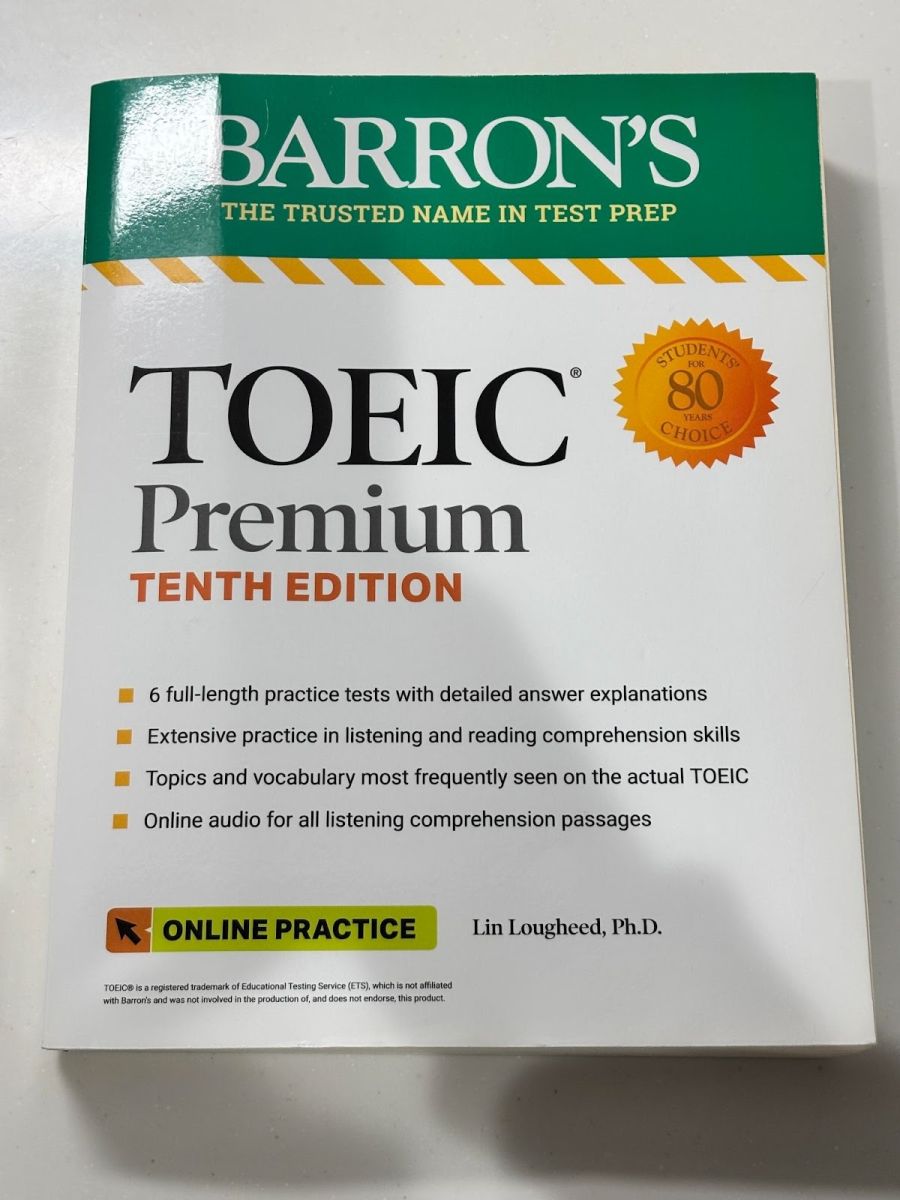 BARRON'S
THE TRUSTED NAME IN TEST PREP
STUDENTS'
FOR
80
YEARS
CHOICE
TOEIC®
Premium
TENTH EDITION
6 full-length practice tests with detailed answer explanations
Extensive practice in listening and reading comprehension skills
Topics and vocabulary most frequently seen on the actual TOEIC
Online audio for all listening comprehension passages
ONLINE PRACTICE
Lin Lougheed, Ph.D.
TOEIC® is a registered trademark of Educational Testing Service (ETS), which is not affiliated
with Barron's and was not involved in the production of, and does not endorse, this product.